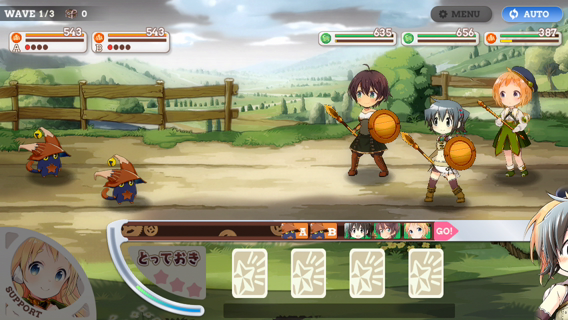 WAVE 1/3 0
MENU
AUTO
543
543
635
656
387
A
B
A
B
GO!
とっておき
SUPPORT